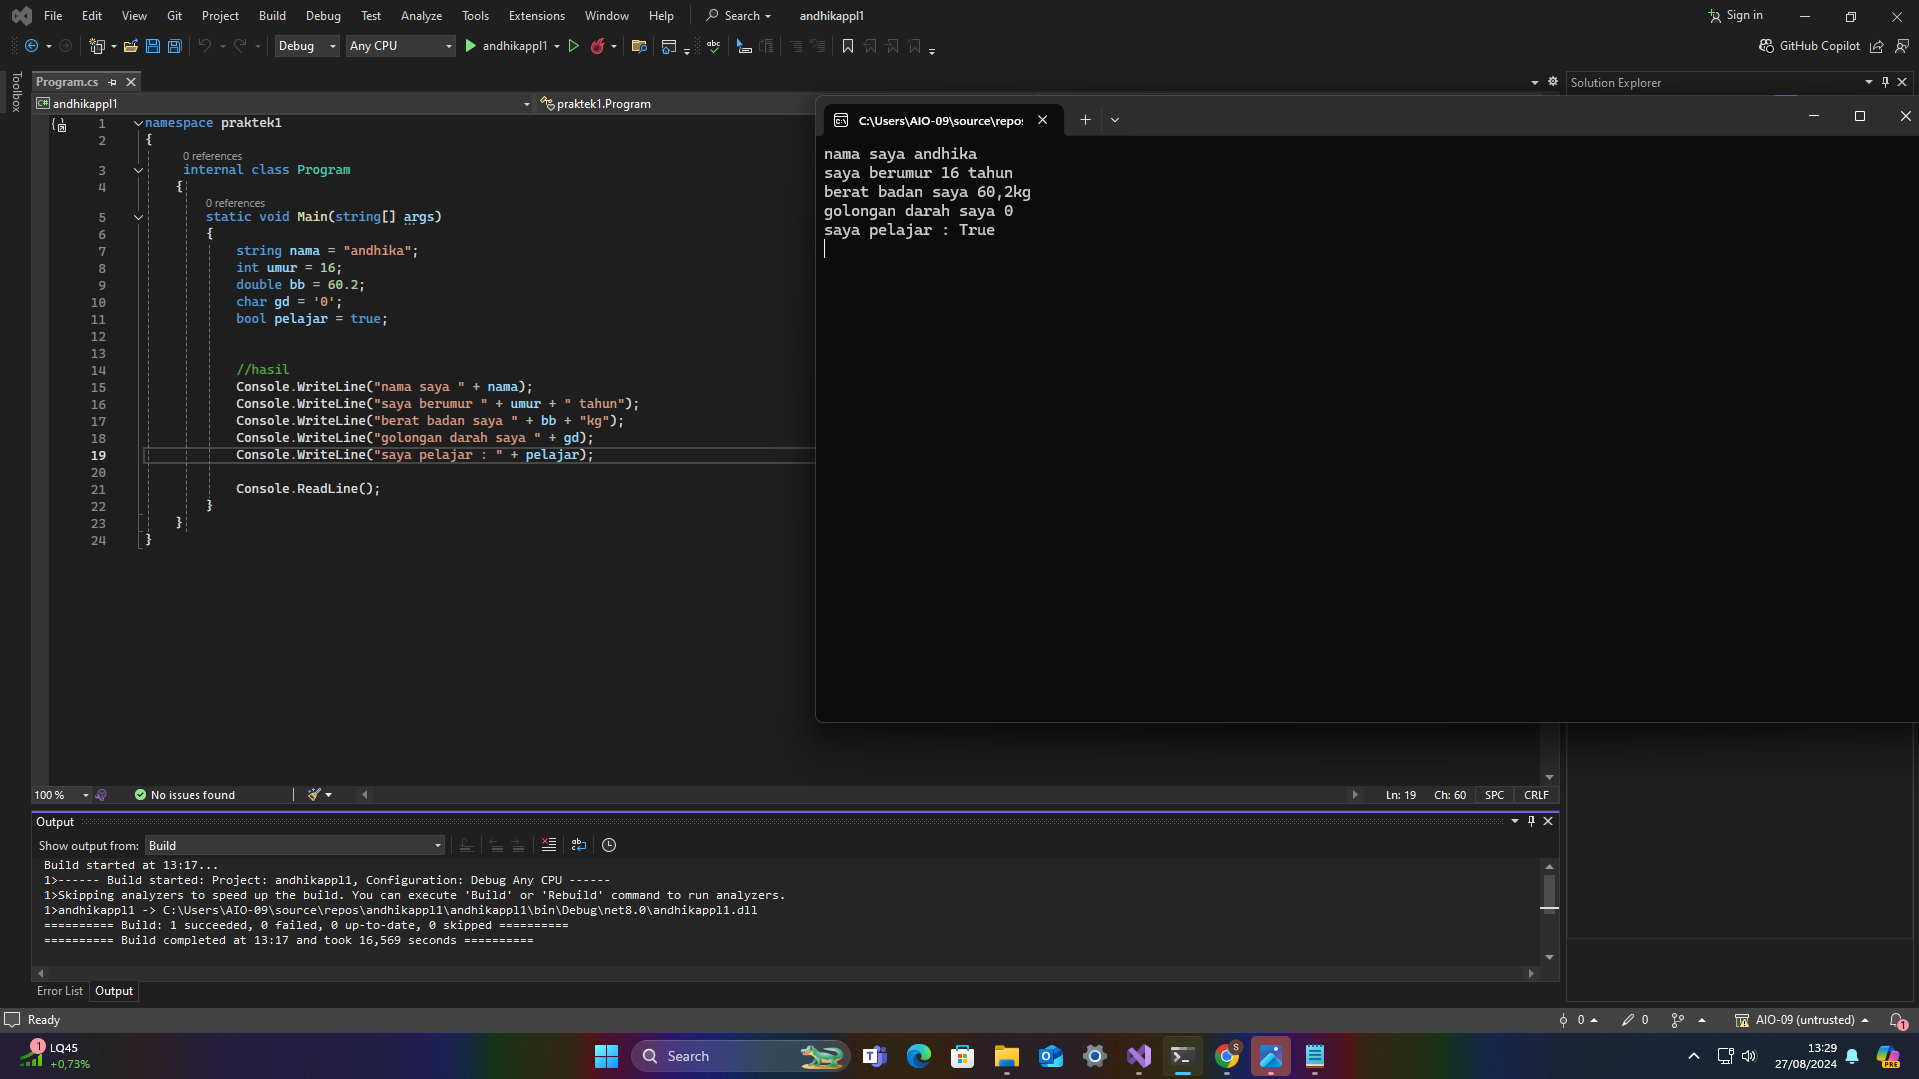 File Edit View Git Project Build Debug Test Analyze Tools Extensions Window Help Search andhikappl1 Sign in
Debug Any CPU andhikappl1 GitHub Copilot
Toolbox
Program.cs
Solution Explorer
andhikappl1 praktek1.Program
1 namespace praktek1
2 {
0 references
3 internal class Program
4 {
0 references
5 static void Main(string[] args)
6 {
7 string nama = "andhika";
8 int umur = 16;
9 double bb = 60.2;
10 char gd = '0';
11 bool pelajar = true;
12
13
14 //hasil
15 Console.WriteLine("nama saya " + nama);
16 Console.WriteLine("saya berumur " + umur + " tahun");
17 Console.WriteLine("berat badan saya " + bb + "kg");
18 Console.WriteLine("golongan darah saya " + gd);
19 Console.WriteLine("saya pelajar : " + pelajar);
20
21 Console.ReadLine();
22 }
23 }
24 }
C:\Users\AIO-09\source\repos
nama saya andhika
saya berumur 16 tahun
berat badan saya 60,2kg
golongan darah saya 0
saya pelajar : True
100 % No issues found Ln: 19 Ch: 60 SPC CRLF
Output
Show output from: Build
Build started at 13:17...
1>------ Build started: Project: andhikappl1, Configuration: Debug Any CPU ------
1>Skipping analyzers to speed up the build. You can execute 'Build' or 'Rebuild' command to run analyzers.
1>andhikappl1 -> C:\Users\AIO-09\source\repos\andhikappl1\andhikappl1\bin\Debug\net8.0\andhikappl1.dll
========== Build: 1 succeeded, 0 failed, 0 up-to-date, 0 skipped ==========
========== Build completed at 13:17 and took 16,569 seconds ==========
Error List Output
Ready 0 0 AIO-09 (untrusted) 1
1 LQ45
+0,73%
Search
S
13:29
27/08/2024
PRE